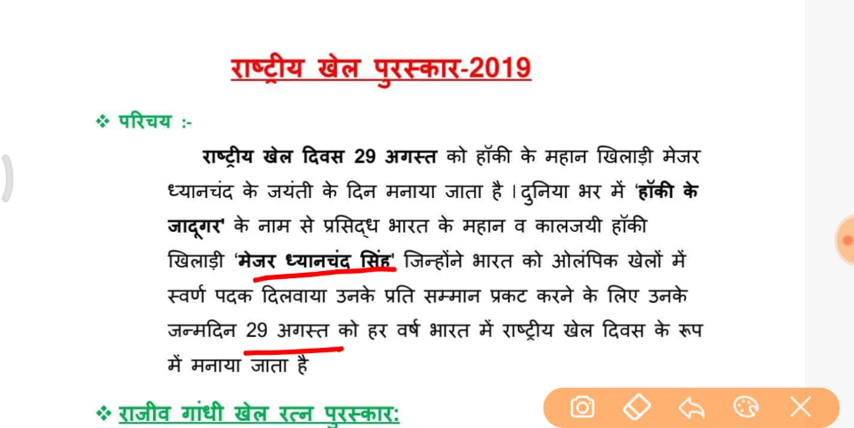 राष्ट्रीय खेल पुरस्कार-2019
❖ परिचय :-
राष्ट्रीय खेल दिवस 29 अगस्त को हॉकी के महान खिलाड़ी मेजर
ध्यानचंद के जयंती के दिन मनाया जाता है । दुनिया भर में 'हॉकी के
जादूगर' के नाम से प्रसिद्ध भारत के महान व कालजयी हॉकी
खिलाड़ी 'मेजर ध्यानचंद सिंह' जिन्होंने भारत को ओलंपिक खेलों में
स्वर्ण पदक दिलवाया उनके प्रति सम्मान प्रकट करने के लिए उनके
जन्मदिन 29 अगस्त को हर वर्ष भारत में राष्ट्रीय खेल दिवस के रूप
में मनाया जाता है
❖ राजीव गांधी खेल रत्न पुरस्कार: